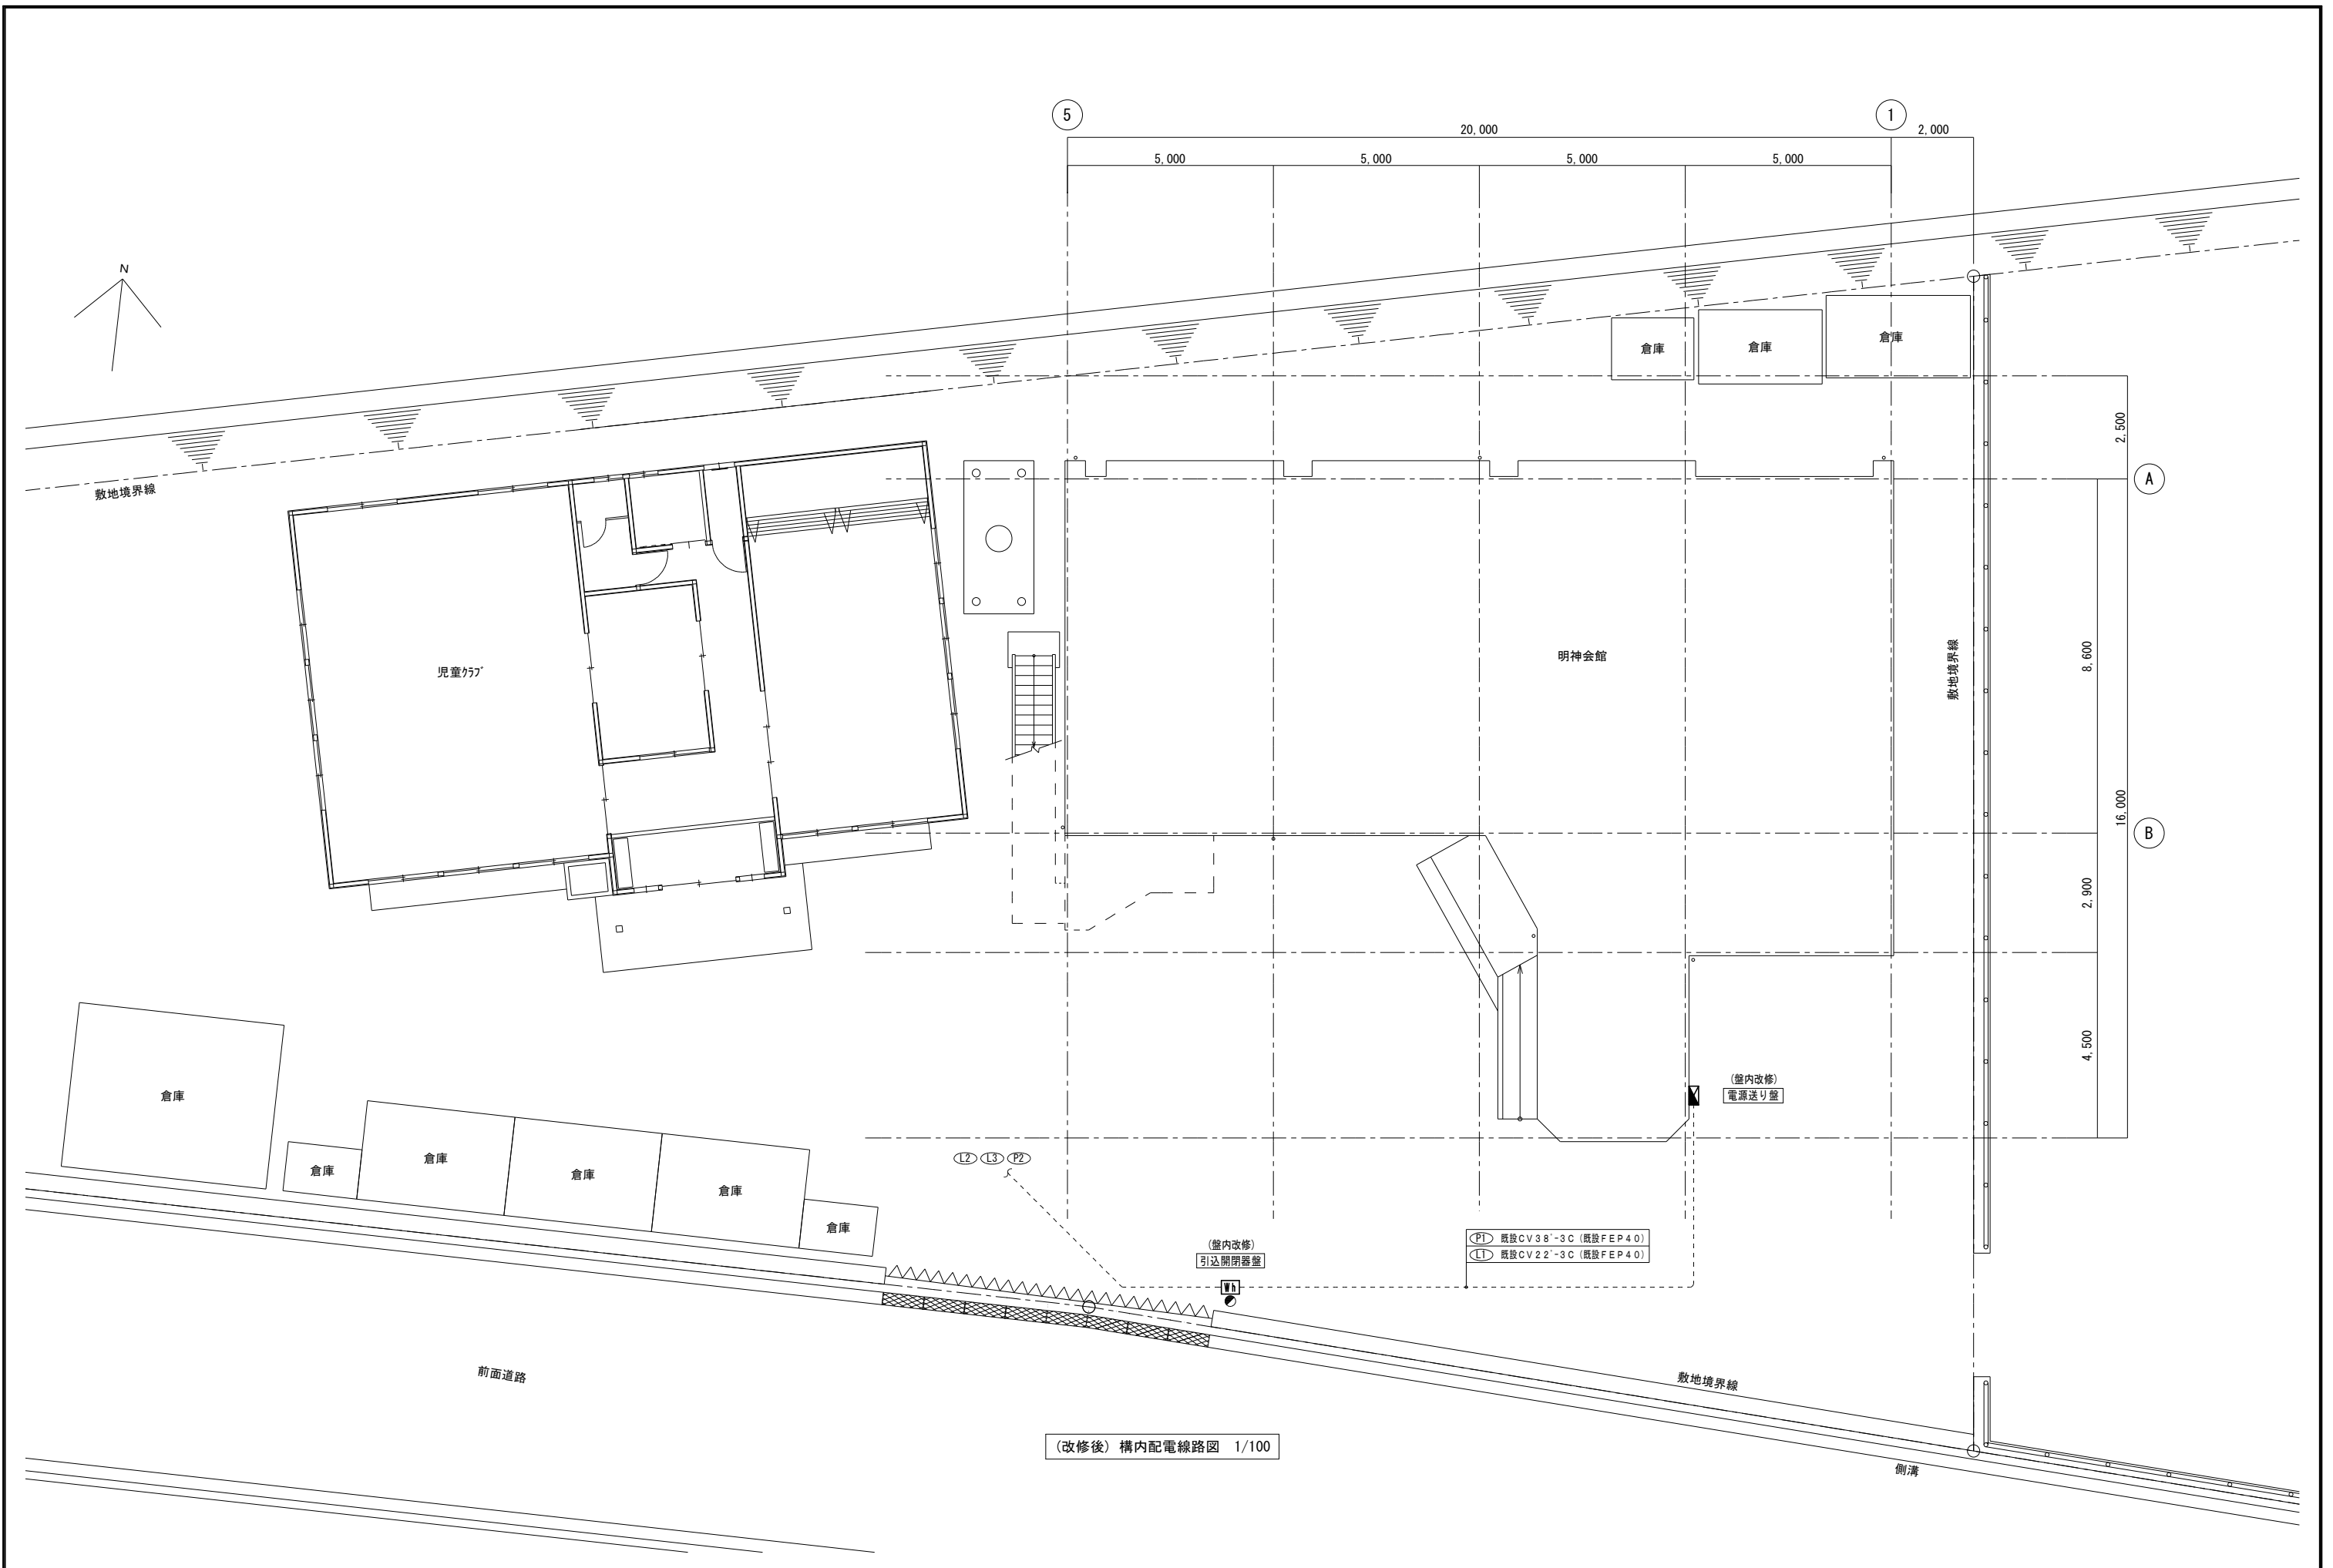 5
1
20,000
2,000
5,000
5,000
5,000
5,000
N
倉庫
倉庫
倉庫
2,500
敷地境界線
A
8,600
児童ｸﾗﾌﾞ
明神会館
敷地境界線
16,000
B
2,900
4,500
倉庫
倉庫
倉庫
倉庫
倉庫
倉庫
(盤内改修)
電源送り盤
L2 L3 P2
(盤内改修)
引込開閉器盤
Wh
P1 既設CV38゜-3C (既設FEP40)
L1 既設CV22゜-3C (既設FEP40)
前面道路
敷地境界線
(改修後) 構内配電線路図 1/100
側溝